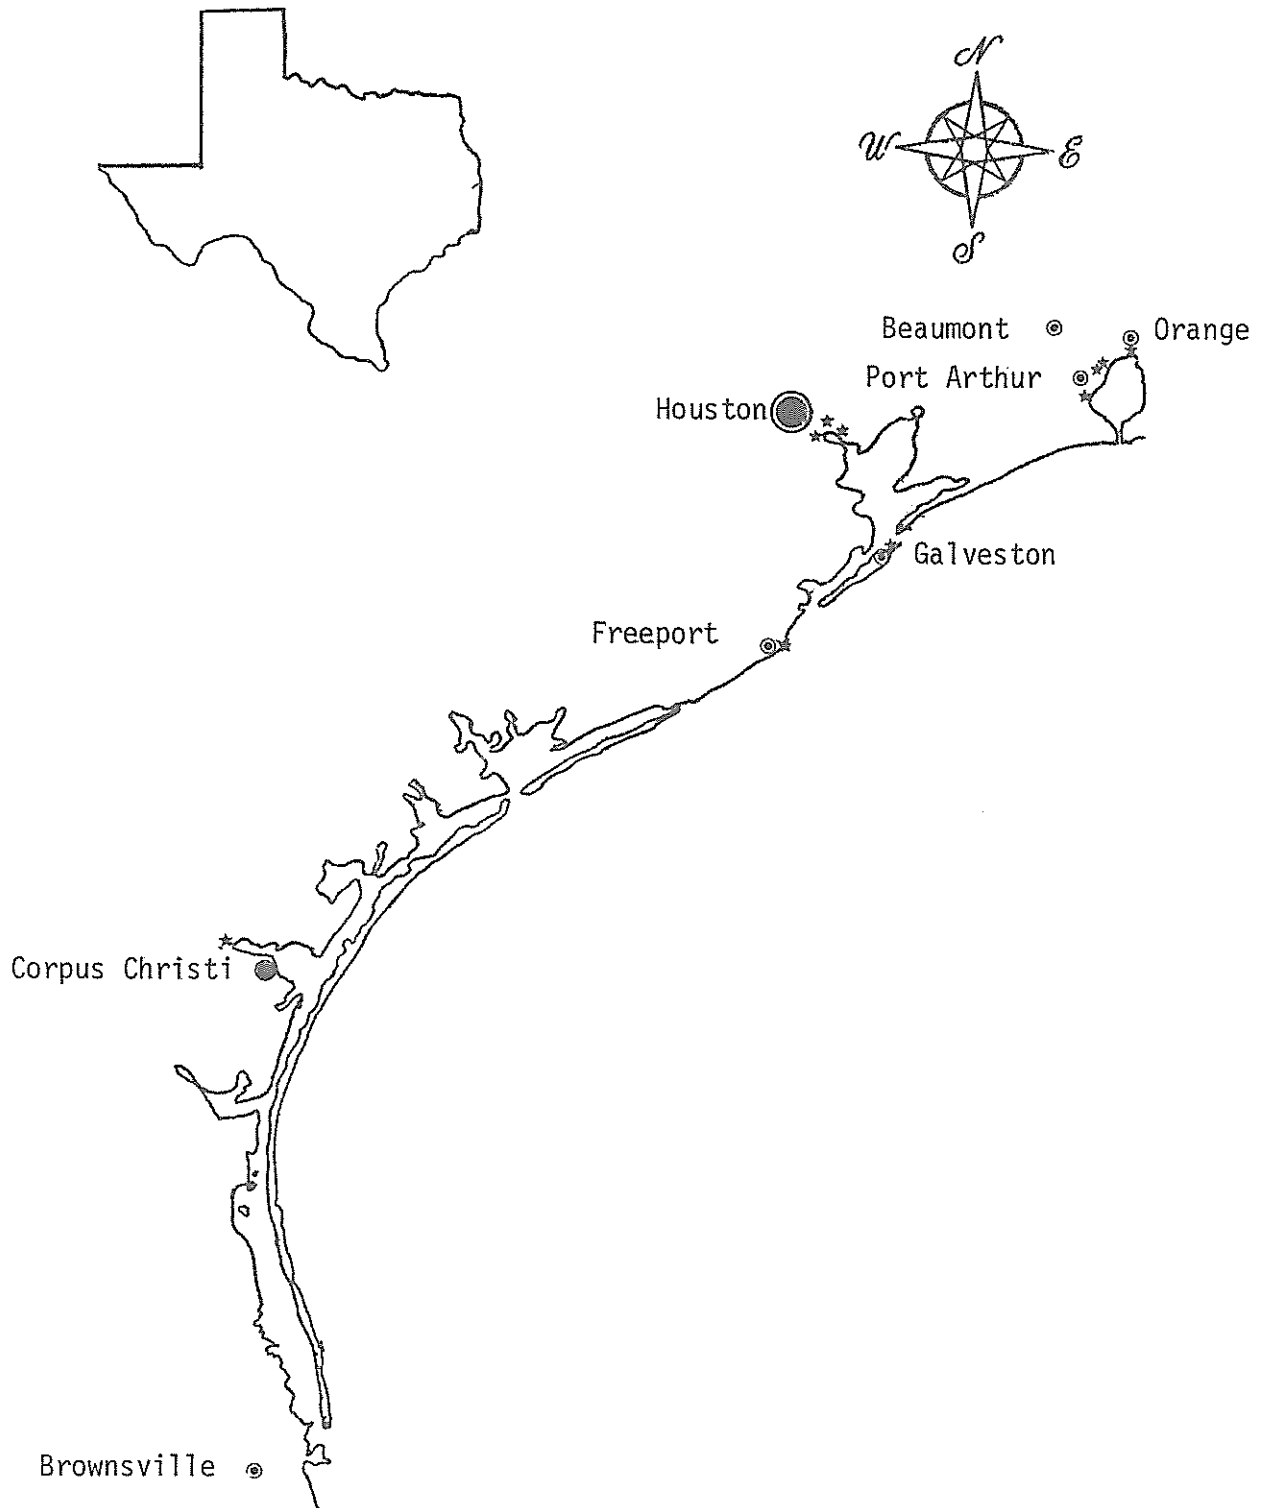 N
W E
S
Beaumont Orange
Port Arthur
Houston
Galveston
Freeport
Corpus Christi
Brownsville